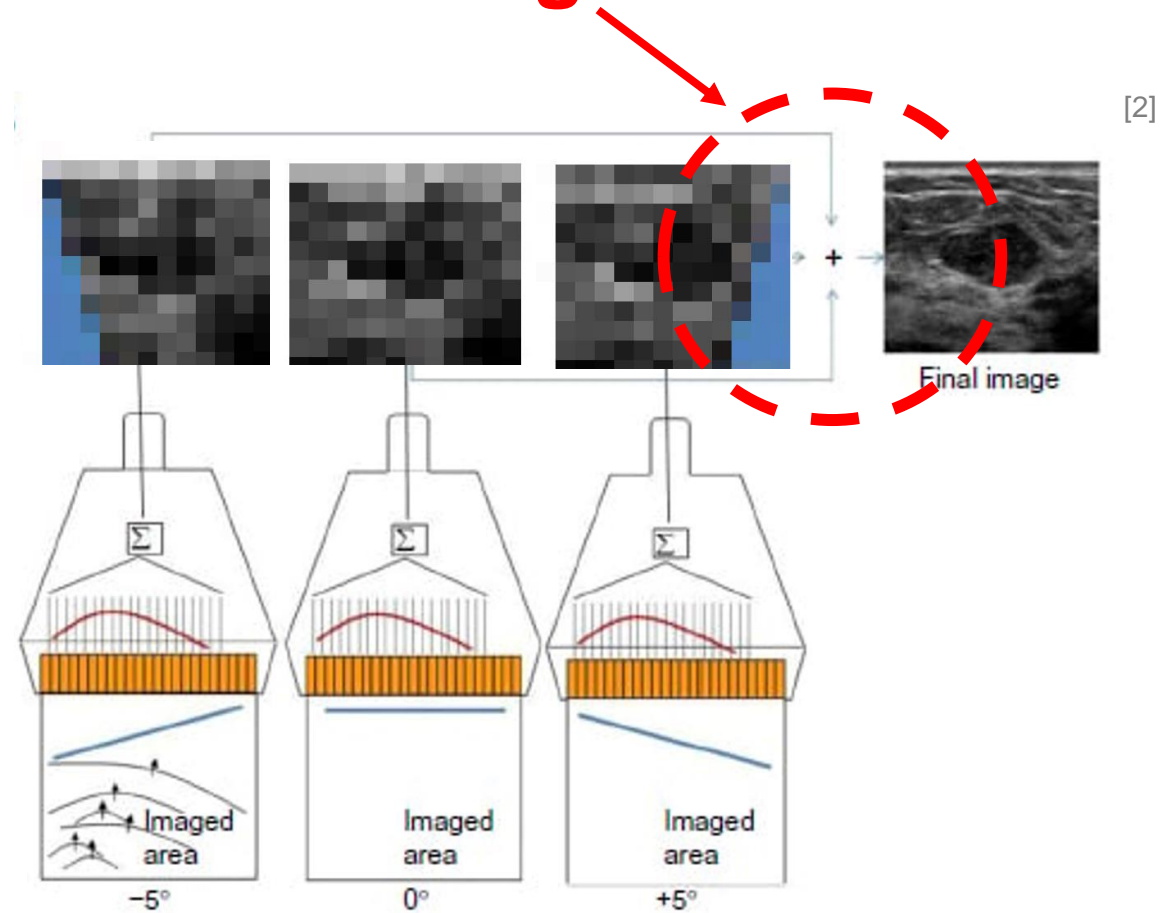 [2]
+
Final image
Σ Σ Σ
Imaged area
Imaged area
Imaged area
−5° 0° +5°